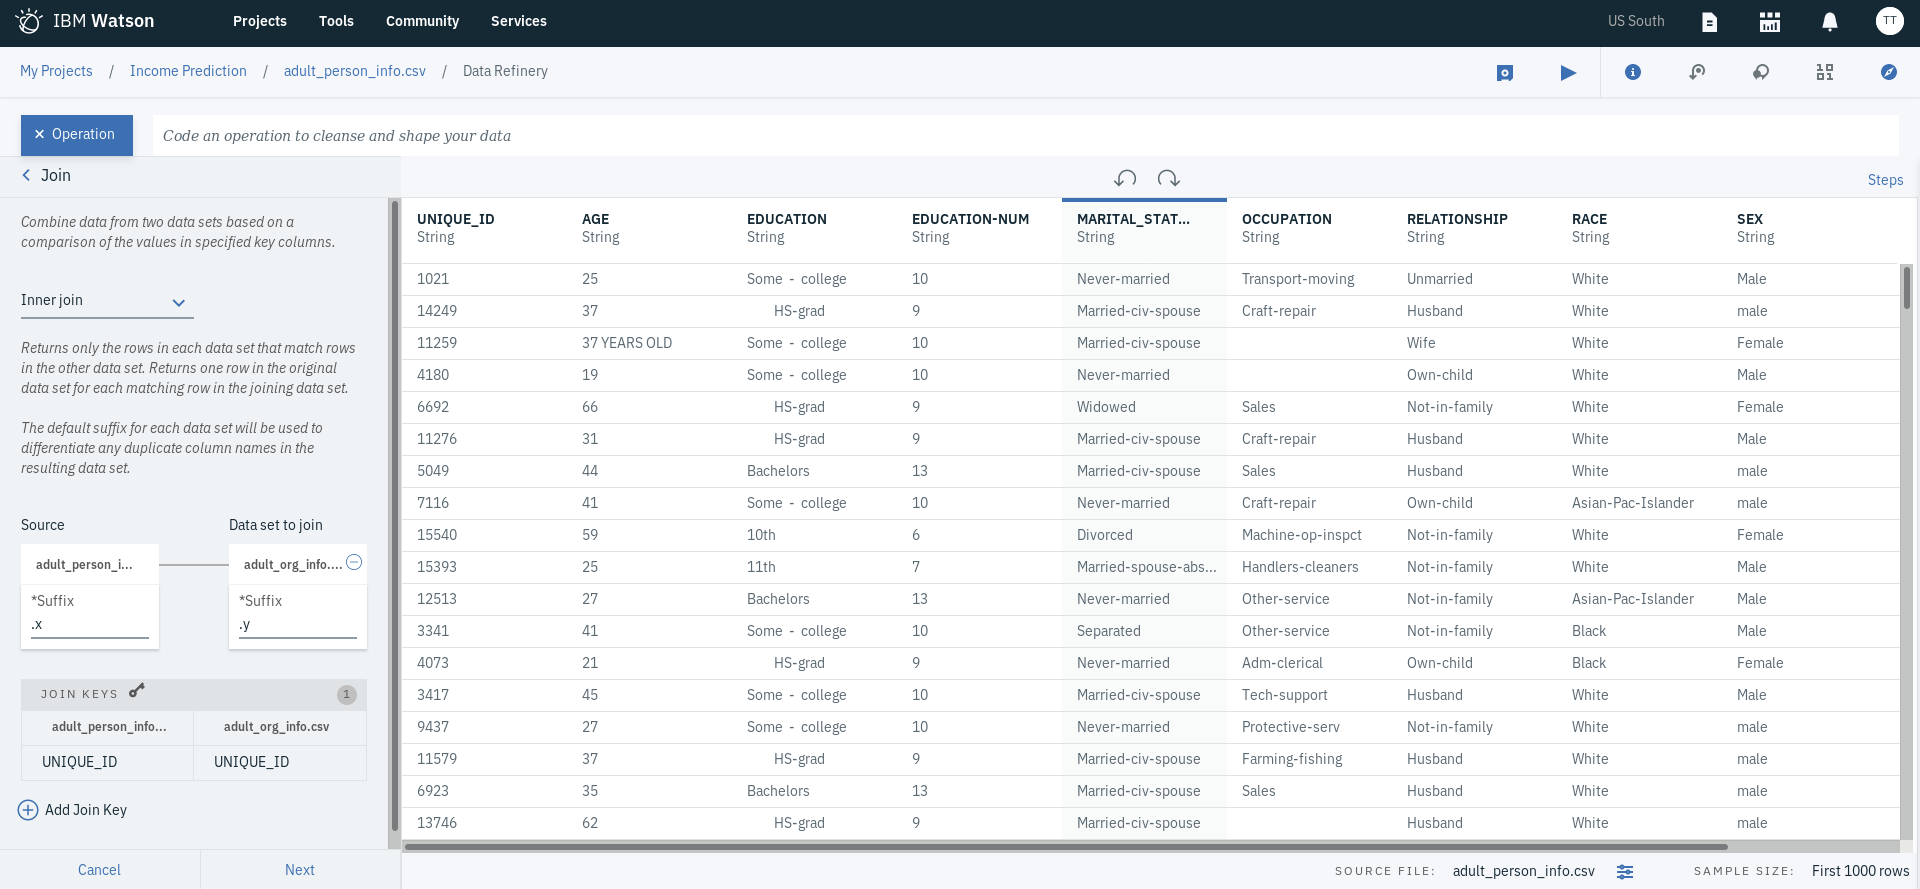 IBM Watson Projects Tools Community Services US South TT
My Projects / Income Prediction / adult_person_info.csv / Data Refinery
Operation Code an operation to cleanse and shape your data
Join
Steps
Combine data from two data sets based on a
comparison of the values in specified key columns.
Inner join
Returns only the rows in each data set that match rows
in the other data set. Returns one row in the original
data set for each matching row in the joining data set.
The default suffix for each data set will be used to
differentiate any duplicate column names in the
resulting data set.
Source Data set to join
adult_person_i... adult_org_info....
*Suffix *Suffix
.x .y
JOIN KEYS 1
adult_person_info... adult_org_info.csv
UNIQUE_ID UNIQUE_ID
Add Join Key
Cancel Next
UNIQUE_ID AGE EDUCATION EDUCATION-NUM MARITAL_STAT... OCCUPATION RELATIONSHIP RACE SEX
String String String String String String String String String
1021 25 Some - college 10 Never-married Transport-moving Unmarried White Male
14249 37 HS-grad 9 Married-civ-spouse Craft-repair Husband White male
11259 37 YEARS OLD Some - college 10 Married-civ-spouse Wife White Female
4180 19 Some - college 10 Never-married Own-child White Male
6692 66 HS-grad 9 Widowed Sales Not-in-family White Female
11276 31 HS-grad 9 Married-civ-spouse Craft-repair Husband White Male
5049 44 Bachelors 13 Married-civ-spouse Sales Husband White male
7116 41 Some - college 10 Never-married Craft-repair Own-child Asian-Pac-Islander male
15540 59 10th 6 Divorced Machine-op-inspct Not-in-family White Female
15393 25 11th 7 Married-spouse-abs... Handlers-cleaners Not-in-family White Male
12513 27 Bachelors 13 Never-married Other-service Not-in-family Asian-Pac-Islander Male
3341 41 Some - college 10 Separated Other-service Not-in-family Black Male
4073 21 HS-grad 9 Never-married Adm-clerical Own-child Black Female
3417 45 Some - college 10 Married-civ-spouse Tech-support Husband White Male
9437 27 Some - college 10 Never-married Protective-serv Not-in-family White male
11579 37 HS-grad 9 Married-civ-spouse Farming-fishing Husband White male
6923 35 Bachelors 13 Married-civ-spouse Sales Husband White male
13746 62 HS-grad 9 Married-civ-spouse Husband White male
SOURCE FILE: adult_person_info.csv SAMPLE SIZE: First 1000 rows